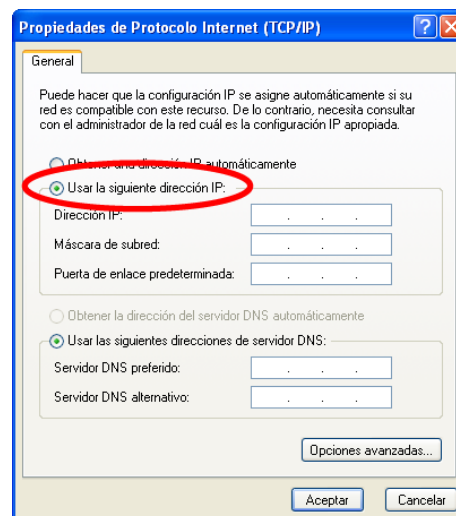 Propiedades de Protocolo Internet (TCP/IP)
General
Puede hacer que la configuración IP se asigne automáticamente si su
red es compatible con este recurso. De lo contrario, necesita consultar
con el administrador de la red cuál es la configuración IP apropiada.
Obtener una dirección IP automáticamente
Usar la siguiente dirección IP:
Dirección IP:
Máscara de subred:
Puerta de enlace predeterminada:
Obtener la dirección del servidor DNS automáticamente
Usar las siguientes direcciones de servidor DNS:
Servidor DNS preferido:
Servidor DNS alternativo:
Opciones avanzadas...
Aceptar
Cancelar